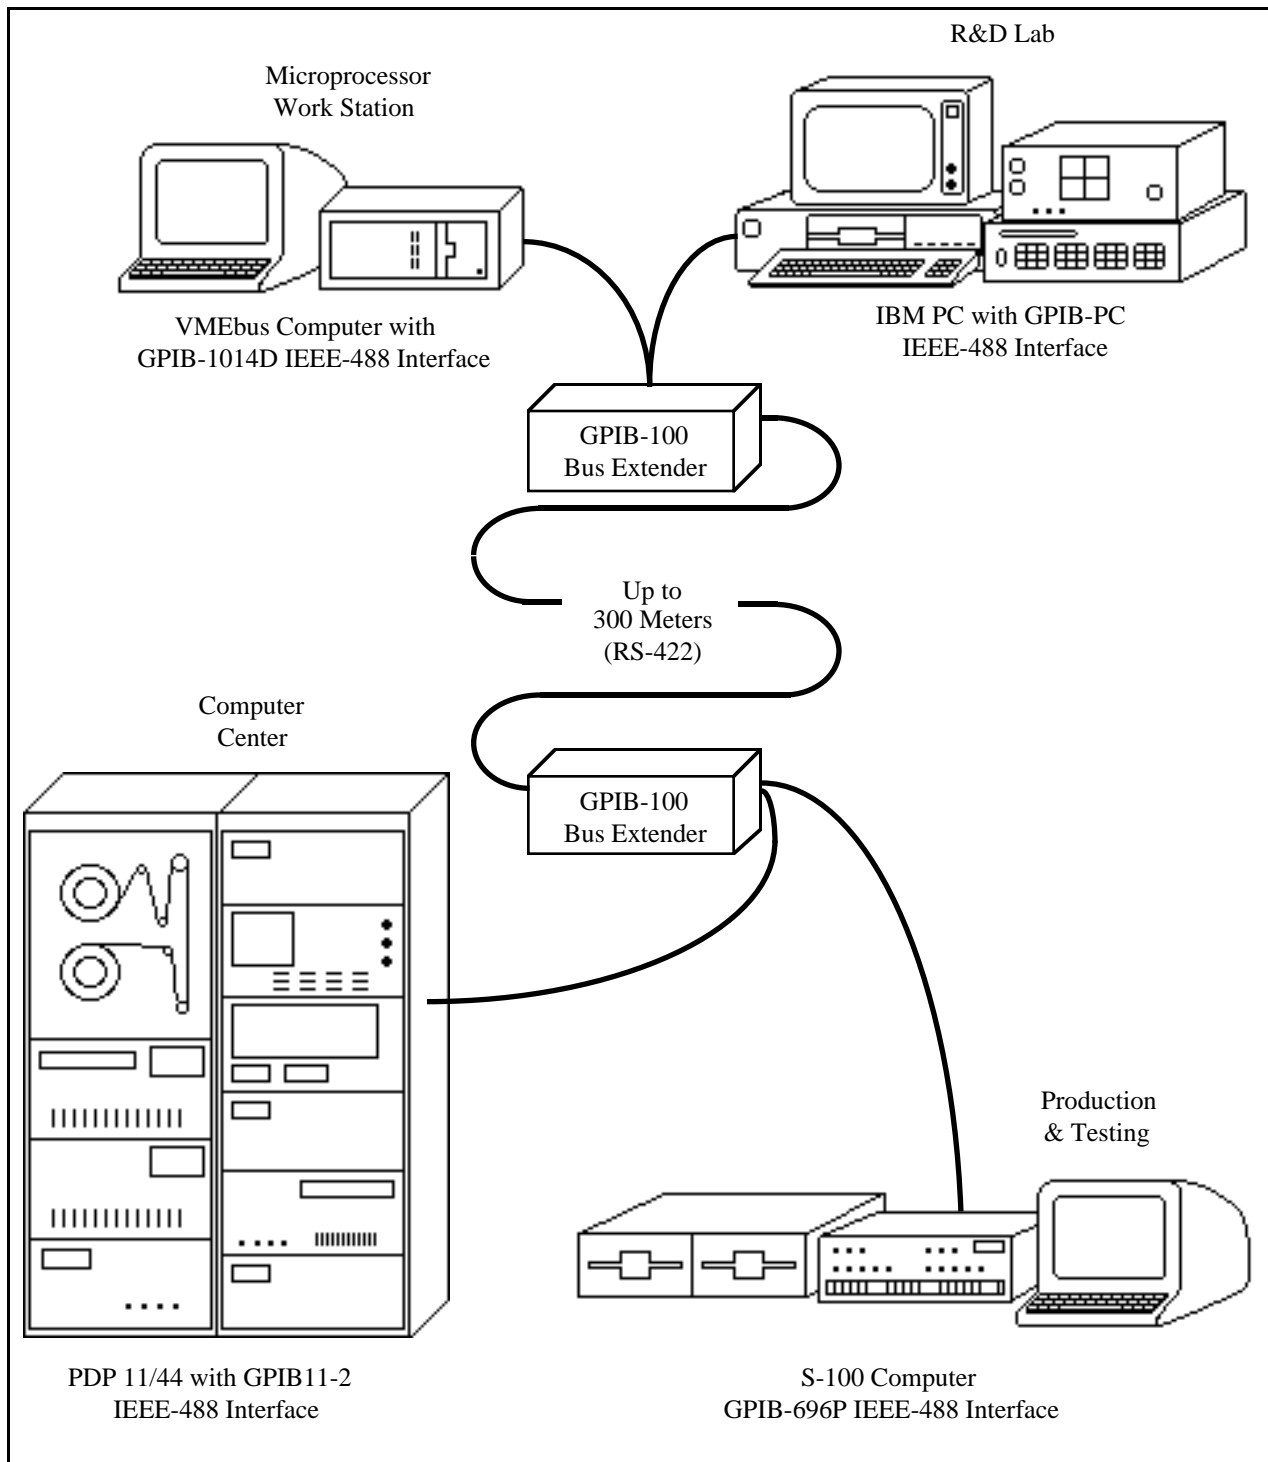 R&D Lab
Microprocessor
Work Station
VMEbus Computer with
GPIB-1014D IEEE-488 Interface
IBM PC with GPIB-PC
IEEE-488 Interface
GPIB-100
Bus Extender
Up to
300 Meters
(RS-422)
Computer
Center
GPIB-100
Bus Extender
Production
& Testing
PDP 11/44 with GPIB11-2
IEEE-488 Interface
S-100 Computer
GPIB-696P IEEE-488 Interface